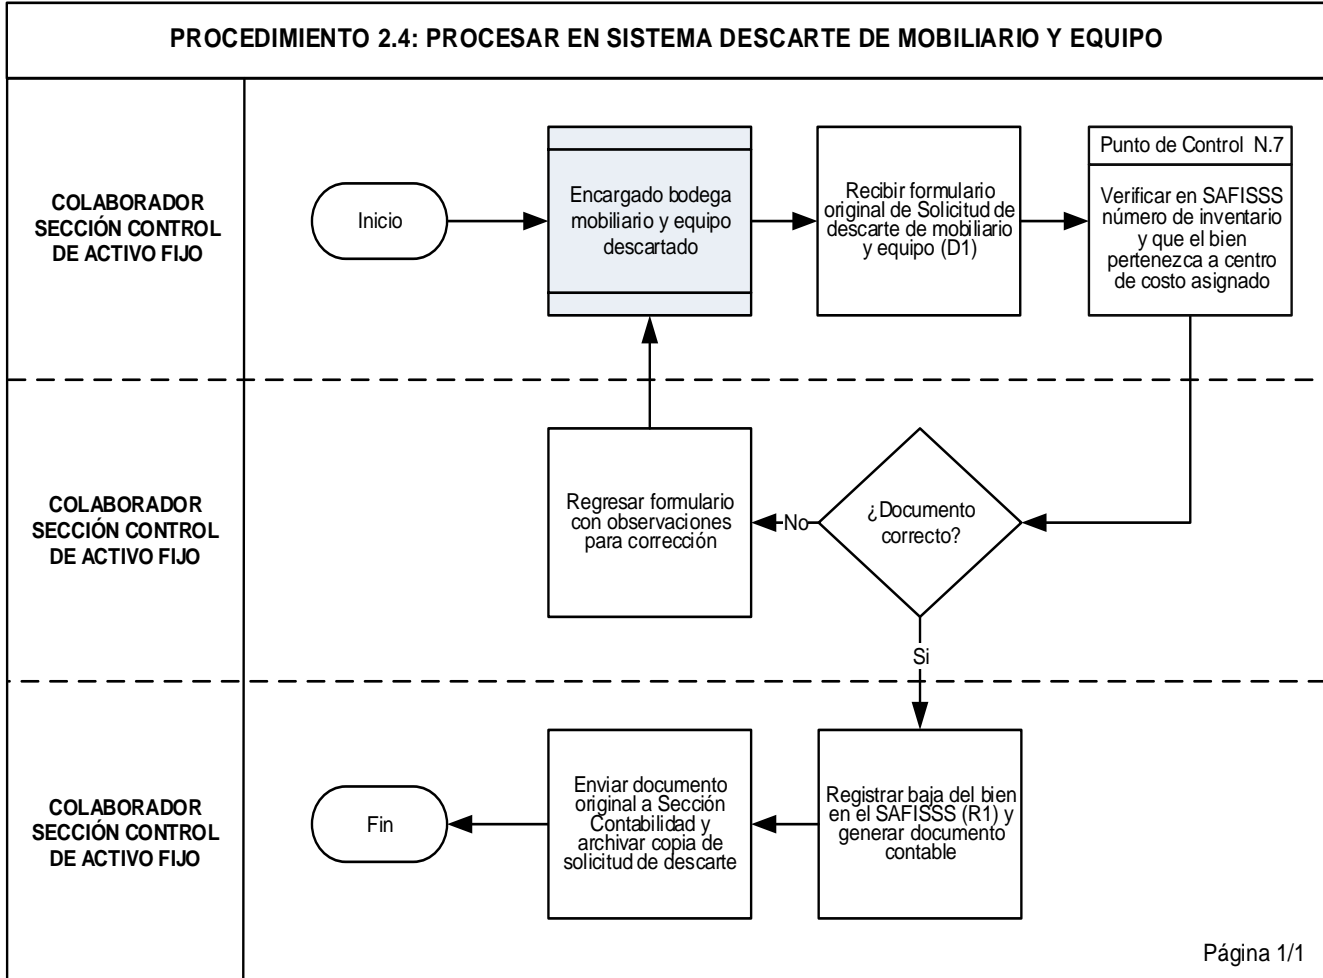 PROCEDIMIENTO 2.4: PROCESAR EN SISTEMA DESCARTE DE MOBILIARIO Y EQUIPO
COLABORADOR
SECCIÓN CONTROL
DE ACTIVO FIJO
Inicio
Encargado bodega
mobiliario y equipo
descartado
Recibir formulario
original de Solicitud de
descarte de mobiliario
y equipo (D1)
Punto de Control N.7
Verificar en SAFISSS
número de inventario
y que el bien
pertenezca a centro
de costo asignado
COLABORADOR
SECCIÓN CONTROL
DE ACTIVO FIJO
Regresar formulario
con observaciones
para corrección
No
¿Documento
correcto?
Si
COLABORADOR
SECCIÓN CONTROL
DE ACTIVO FIJO
Fin
Enviar documento
original a Sección
Contabilidad y
archivar copia de
solicitud de descarte
Registrar baja del bien
en el SAFISSS (R1) y
generar documento
contable
Página 1/1